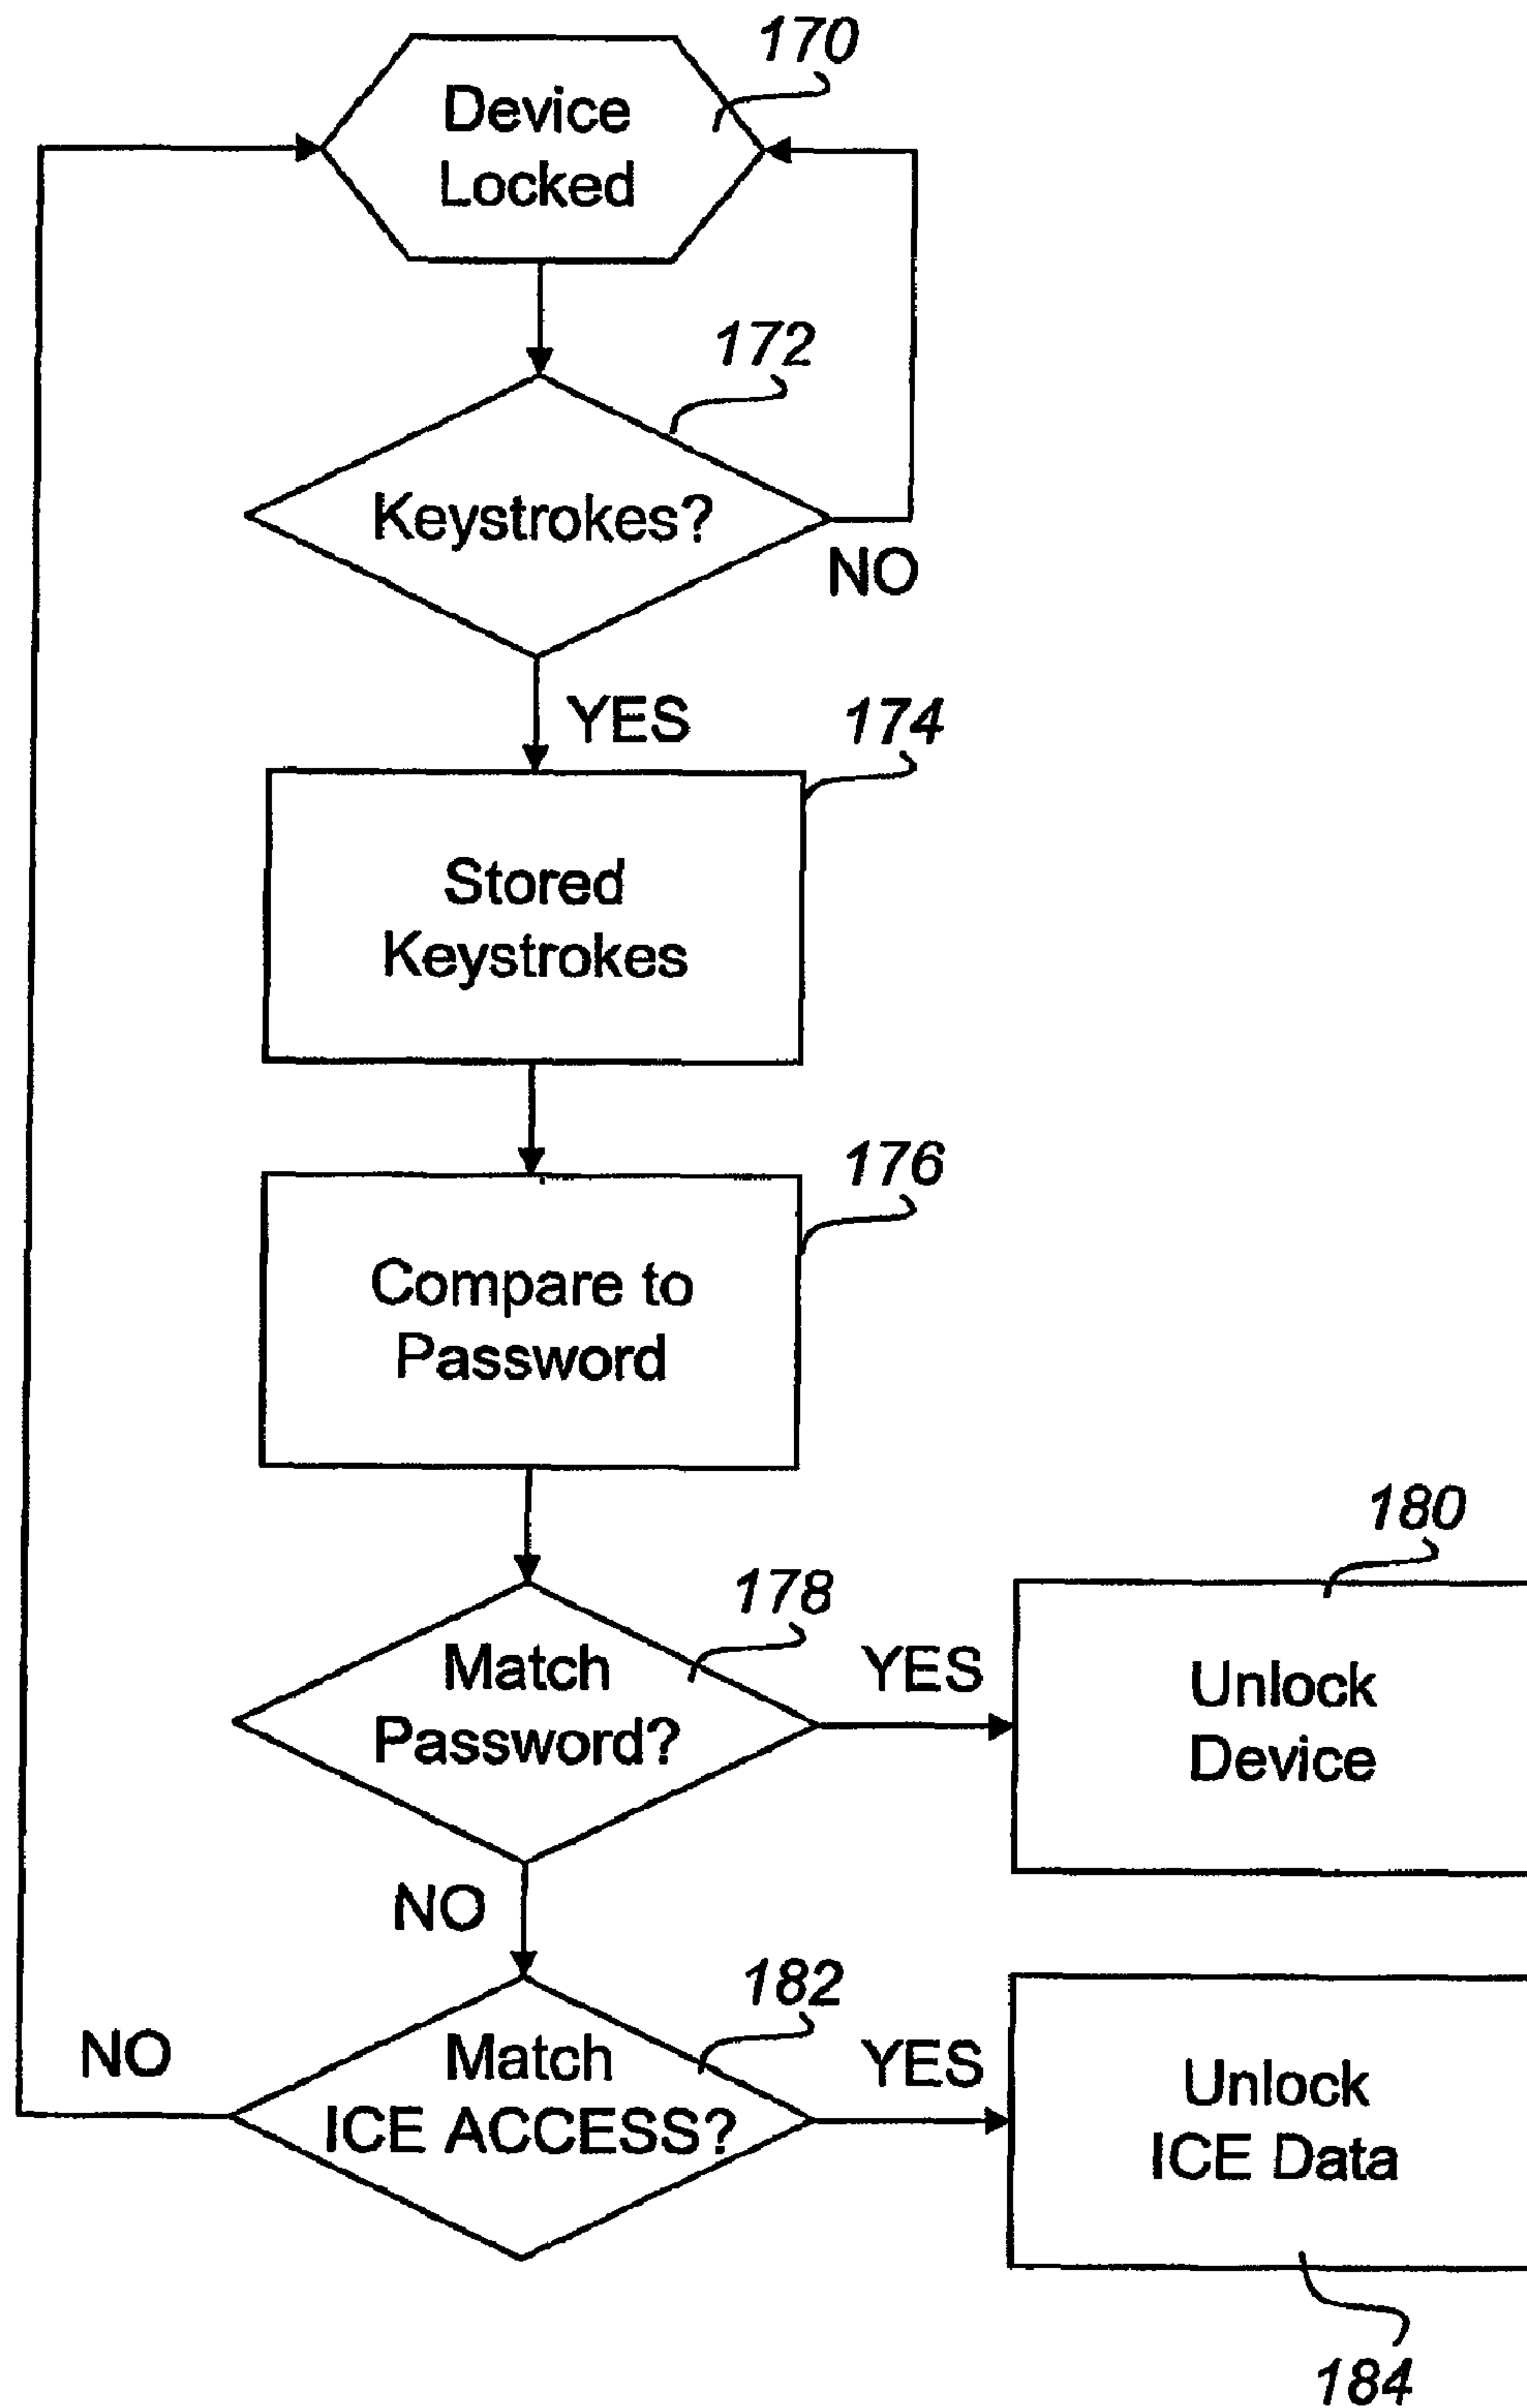 170
Device
Locked
172
Keystrokes?
NO
YES
174
Stored
Keystrokes
176
Compare to
Password
178
180
Match
Password?
YES
Unlock
Device
NO
182
NO
Match
ICE ACCESS?
YES
Unlock
ICE Data
184